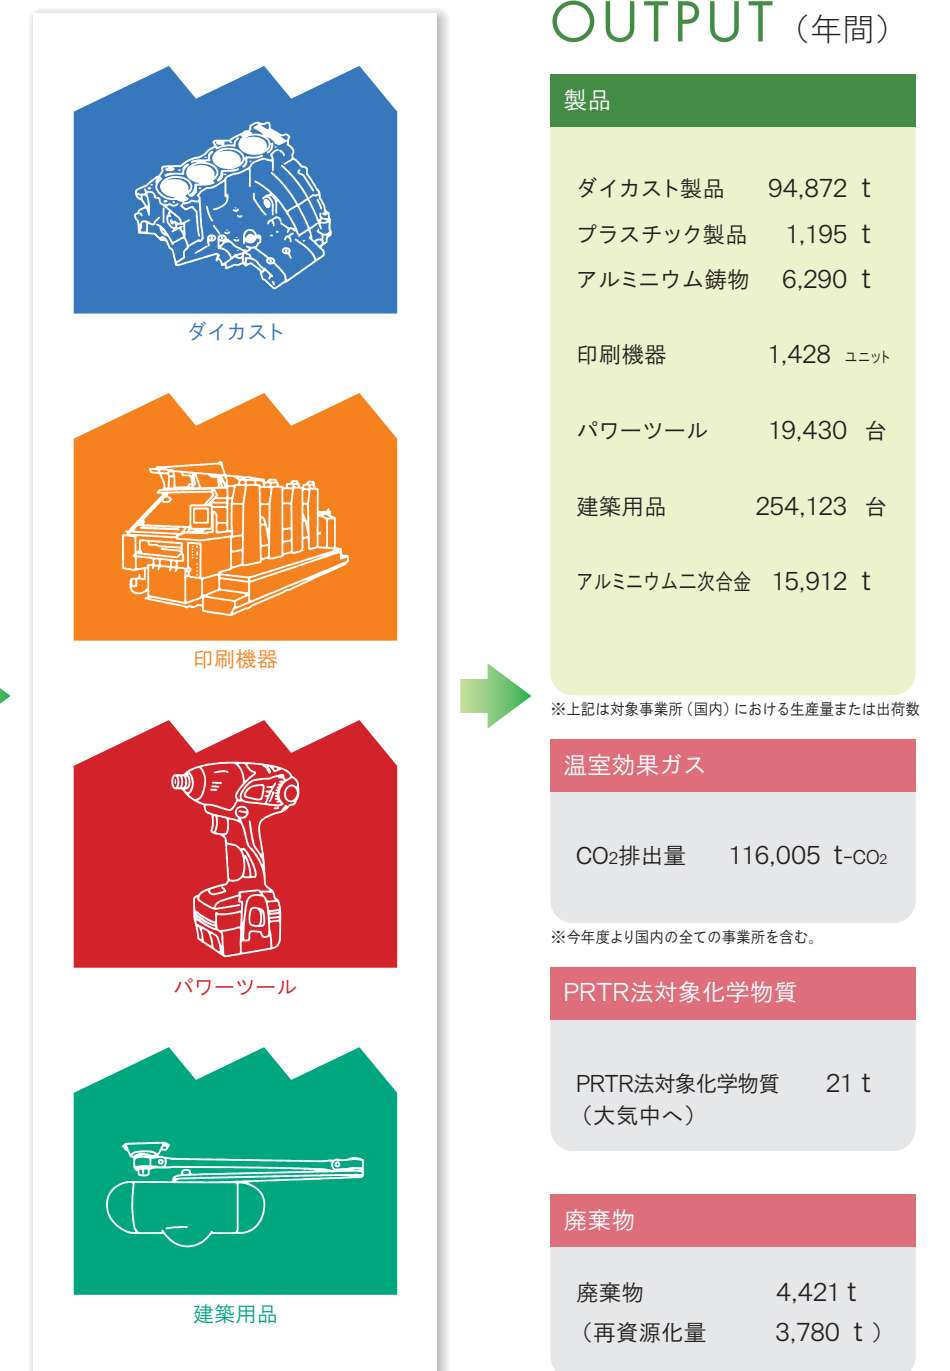 ダイカスト
印刷機器
パワーツール
建築用品
OUTPUT（年間）
製品
ダイカスト製品 94,872 t
プラスチック製品 1,195 t
アルミニウム鋳物 6,290 t
印刷機器 1,428 ユニット
パワーツール 19,430 台
建築用品 254,123 台
アルミニウム二次合金 15,912 t
※上記は対象事業所（国内）における生産量または出荷数
温室効果ガス
CO2排出量 116,005 t-CO2
※今年度より国内の全ての事業所を含む。
PRTR法対象化学物質
PRTR法対象化学物質 21 t
（大気中へ）
廃棄物
廃棄物 4,421 t
（再資源化量 3,780 t ）